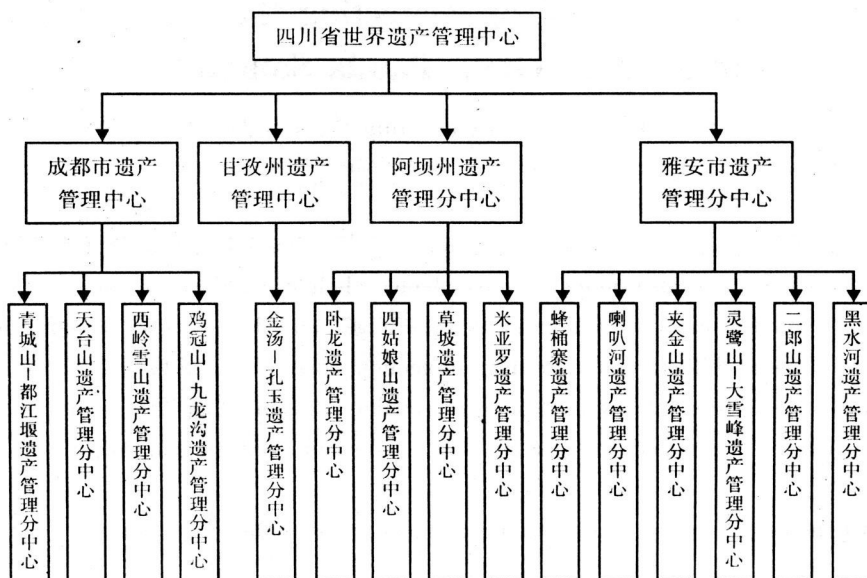 四川省世界遗产管理中心
成都市遗产
管理中心
甘孜州遗产
管理中心
阿坝州遗产
管理分中心
雅安市遗产
管理分中心
青城山－都江堰遗产管理分中心
天台山遗产管理分中心
西岭雪山遗产管理分中心
鸡冠山－九龙沟遗产管理分中心
金汤－孔玉遗产管理分中心
卧龙遗产管理分中心
四姑娘山遗产管理分中心
草坡遗产管理分中心
米亚罗遗产管理分中心
蜂桶寨遗产管理分中心
喇叭河遗产管理分中心
夹金山遗产管理分中心
灵鹫山－大雪峰遗产管理分中心
二郎山遗产管理分中心
黑水河遗产管理分中心